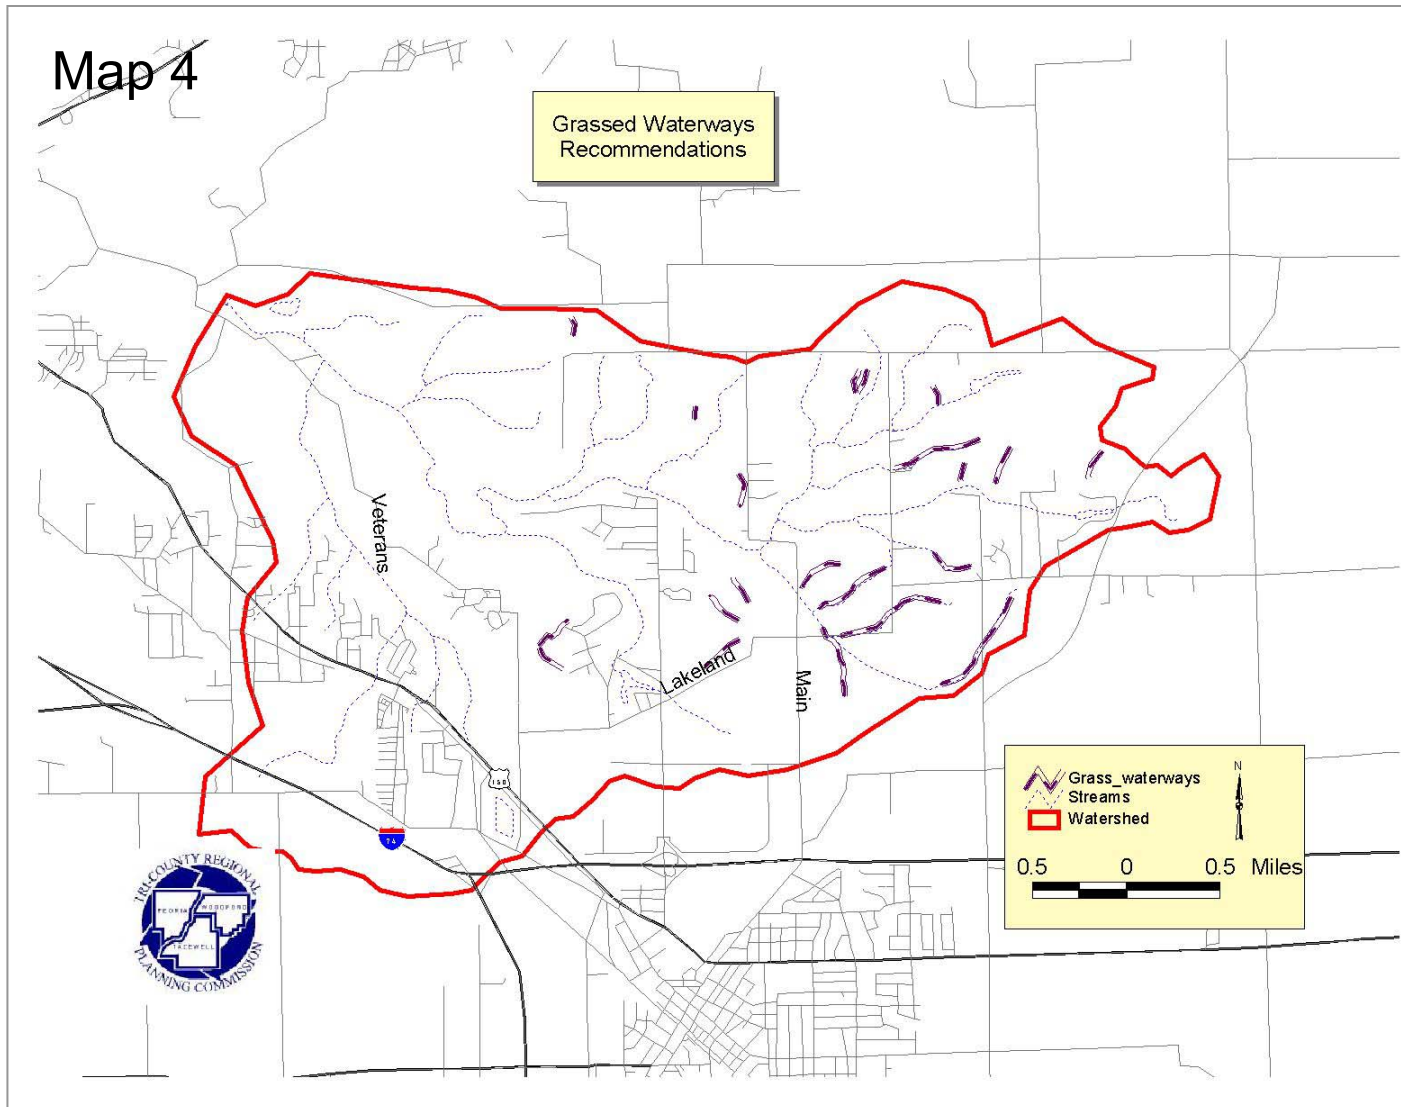 Map 4
Grassed Waterways
Recommendations
Veterans
Lakeland
Main
150
74
N
Grass_waterways
Streams
Watershed
0.5 0 0.5 Miles
TRI-COUNTY REGIONAL
PEORIA WOODFORD
TAZEWELL
PLANNING COMMISSION